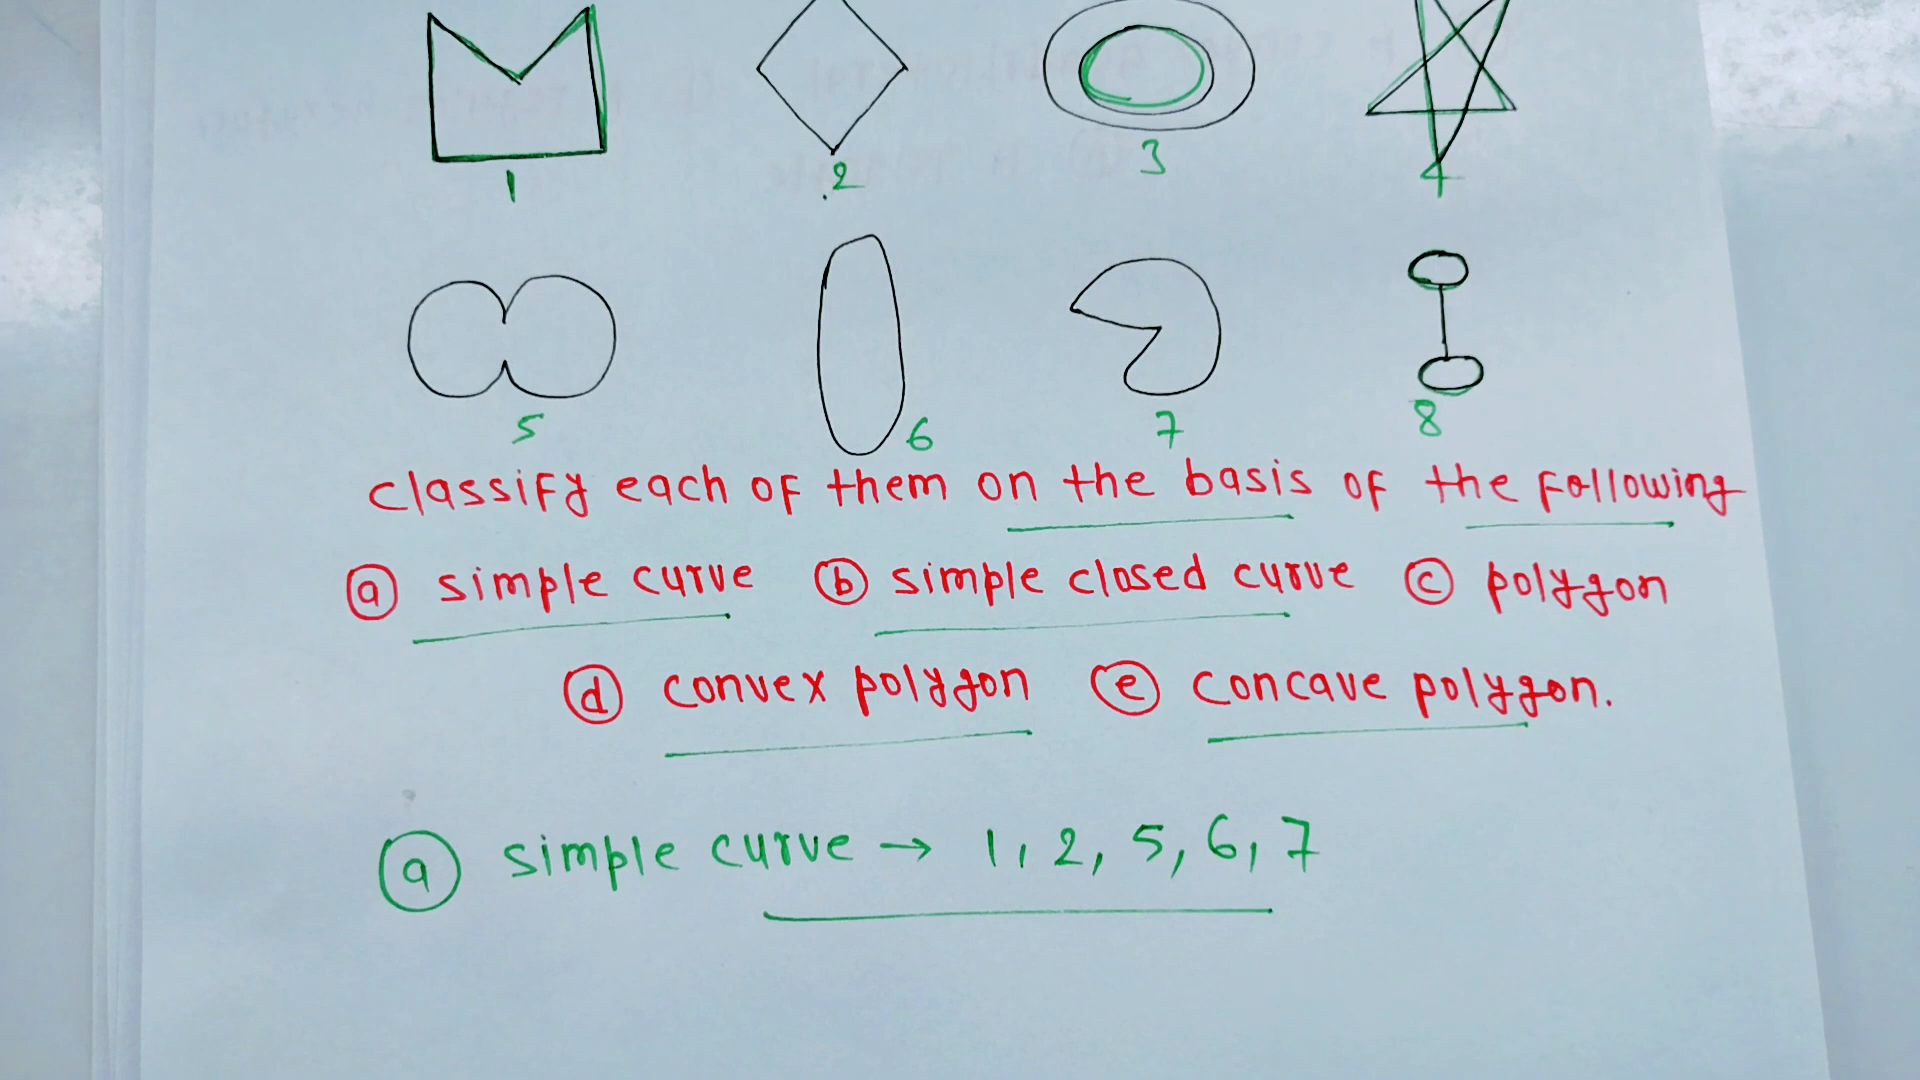 1 2 3 4
5 6 7 8
classify each of them on the basis of the following
(a) simple curve (b) simple closed curve (c) polygon
(d) convex polygon (e) concave polygon.
(a) simple curve → 1, 2, 5, 6, 7